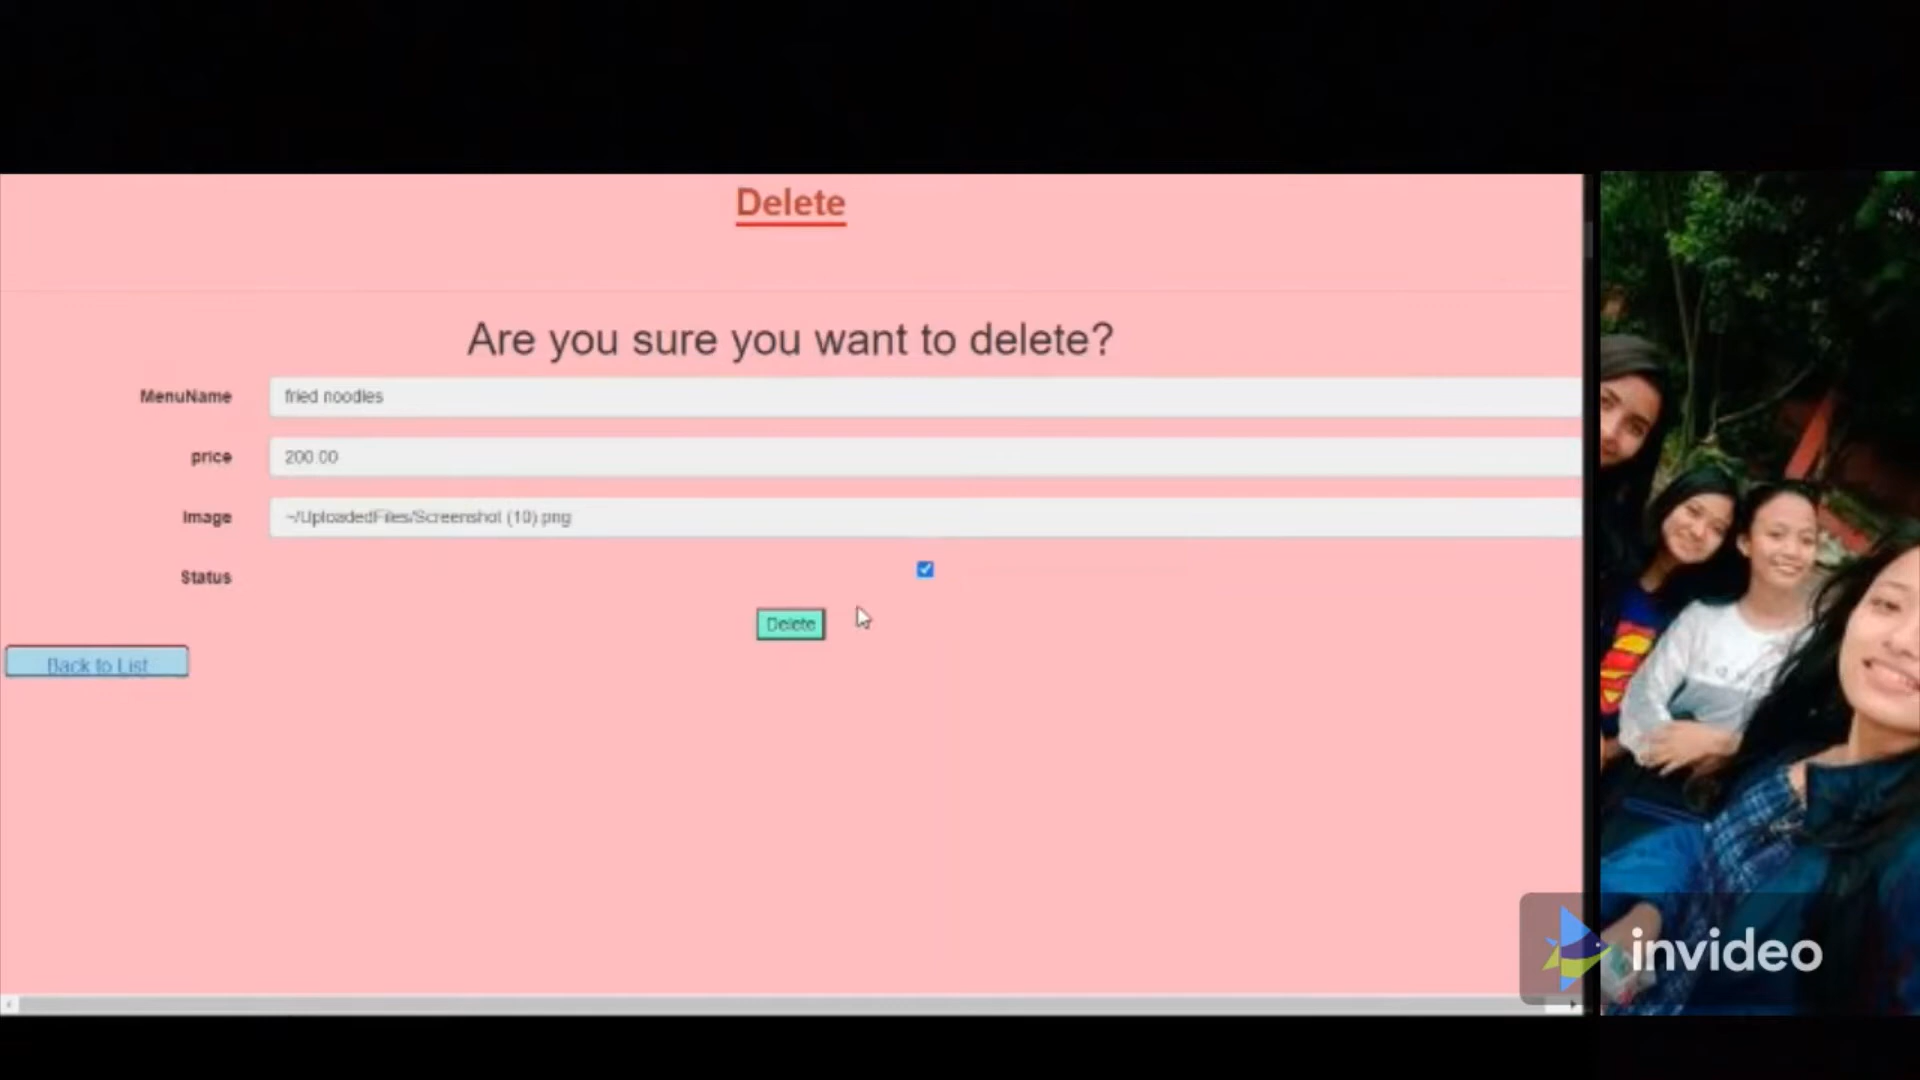 Delete
Are you sure you want to delete?
MenuName fried noodles
price 200.00
Image ~/UploadedFiles/Screenshot (10).png
Status
Delete
Back to List
invideo